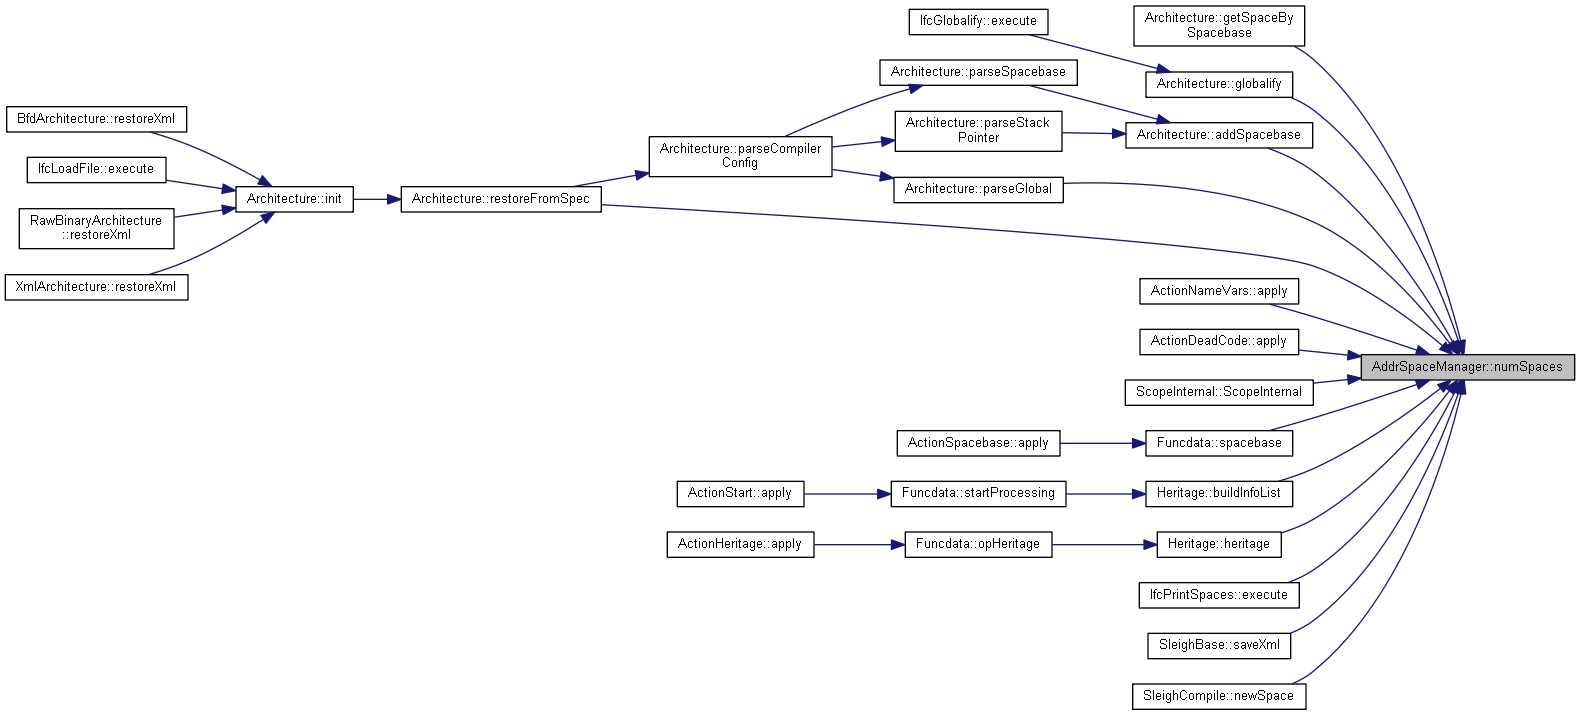 IfcGlobalify::execute
Architecture::getSpaceBy
Spacebase
Architecture::parseSpacebase
Architecture::globalify
BfdArchitecture::restoreXml
Architecture::parseStack
Pointer
Architecture::addSpacebase
Architecture::parseCompiler
Config
IfcLoadFile::execute
Architecture::parseGlobal
Architecture::init
Architecture::restoreFromSpec
RawBinaryArchitecture
::restoreXml
XmlArchitecture::restoreXml
ActionNameVars::apply
ActionDeadCode::apply
AddrSpaceManager::numSpaces
ScopeInternal::ScopeInternal
ActionSpacebase::apply
Funcdata::spacebase
ActionStart::apply
Funcdata::startProcessing
Heritage::buildInfoList
ActionHeritage::apply
Funcdata::opHeritage
Heritage::heritage
IfcPrintSpaces::execute
SleighBase::saveXml
SleighCompile::newSpace